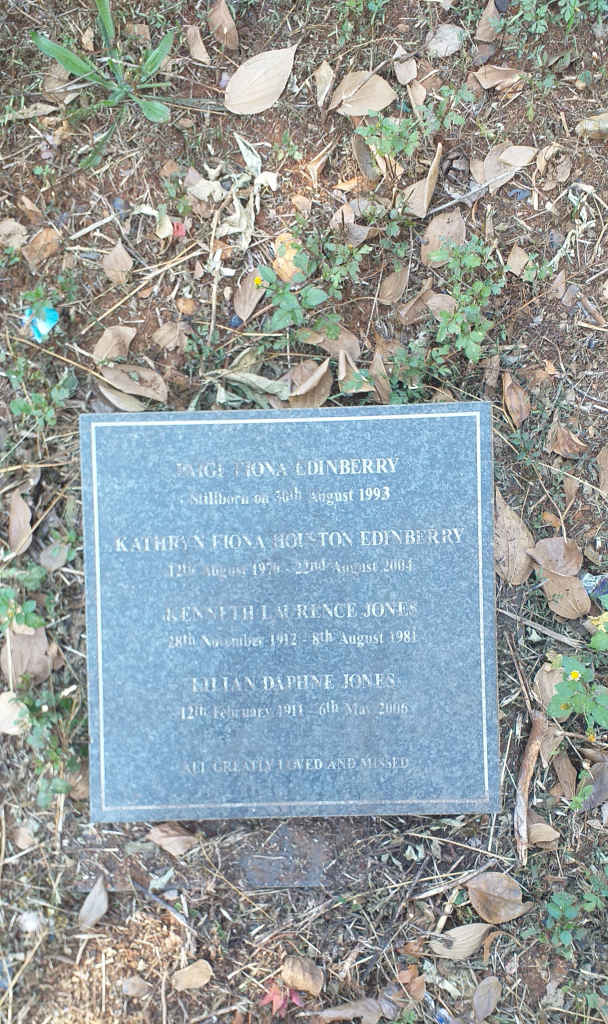 PAIGE FIONA EDINBERRY
Stillborn on 30th August 1993
KATHRYN FIONA HOUSTON EDINBERRY
12th August 1976 - 22nd August 2004
KENNETH LAURENCE JONES
28th November 1912 - 8th August 1981
LILIAN DAPHNE JONES
12th February 1911 - 6th May 2006
ALL GREATLY LOVED AND MISSED